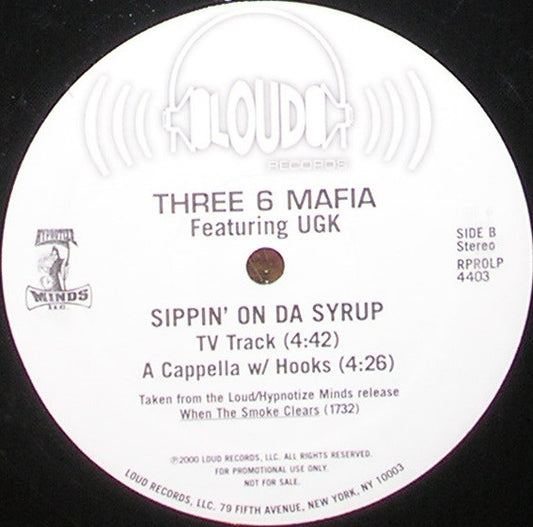 LOUD
RECORDS
THREE 6 MAFIA
Featuring UGK
HYPNOTIZE
MINDS
LLC.
SIDE B
Stereo
RPROLP
4403
SIPPIN' ON DA SYRUP
TV Track (4:42)
A Cappella w/ Hooks (4:26)
Taken from the Loud/Hypnotize Minds release
When The Smoke Clears (1732)
℗2000 LOUD RECORDS, LLC. ALL RIGHTS RESERVED.
FOR PROMOTIONAL USE ONLY.
NOT FOR SALE.
LOUD RECORDS, LLC. 79 FIFTH AVENUE, NEW YORK, NY 10003